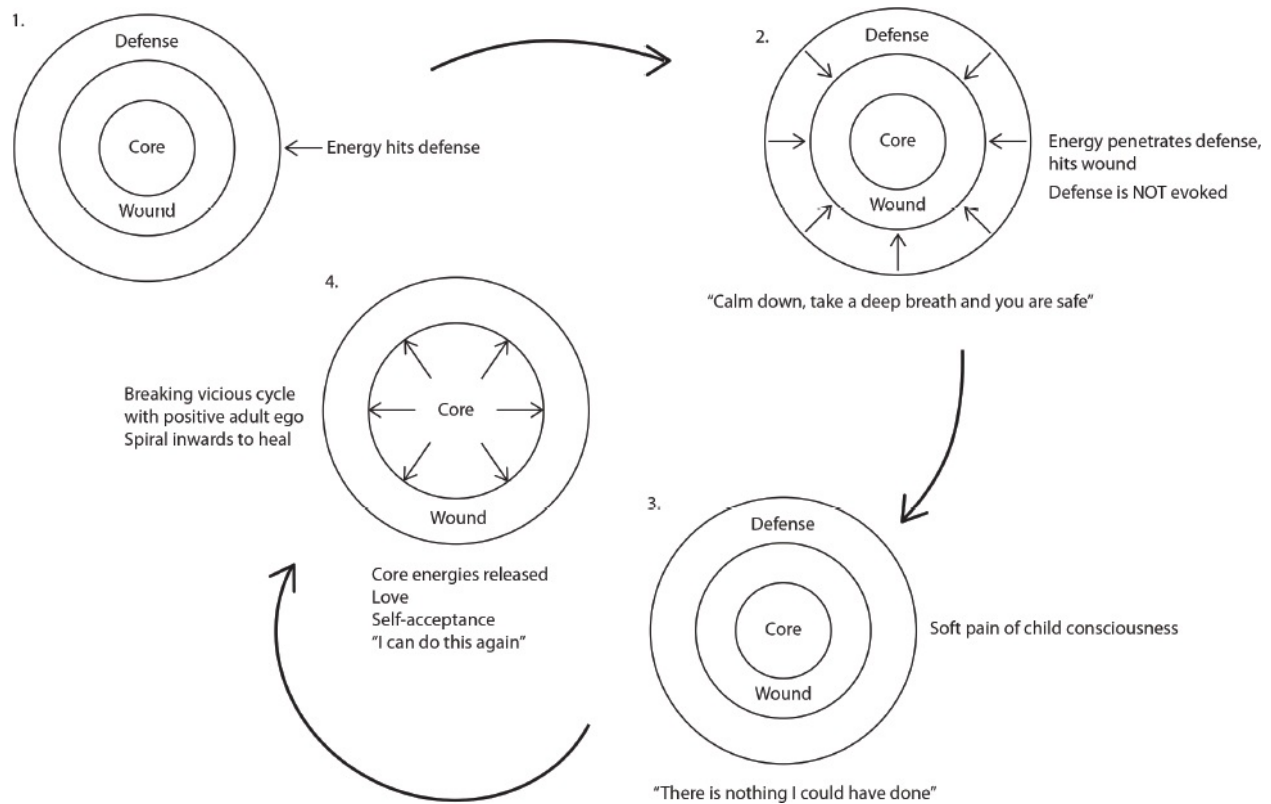 1.
Defense
Core
Wound
Energy hits defense
2.
Defense
Core
Wound
Energy penetrates defense,
hits wound
Defense is NOT evoked
"Calm down, take a deep breath and you are safe"
3.
Defense
Core
Wound
Soft pain of child consciousness
"There is nothing I could have done"
4.
Core
Wound
Breaking vicious cycle
with positive adult ego
Spiral inwards to heal
Core energies released
Love
Self-acceptance
"I can do this again"